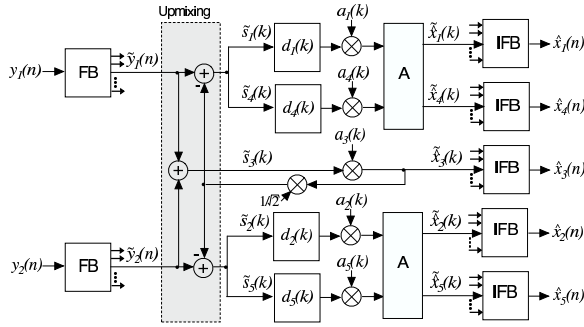 Upmixing
y₁(n) FB ỹ₁(k) + - s̃₁(k) d₁(k) a₁(k) A x̃̂₁(k) IFB x̂₁(n)
s̃₄(k) d₄(k) a₄(k) x̃̂₄(k) IFB x̂₄(n)
+ s̃₃(k) a₃(k) x̃̂₃(k) IFB x̂₃(n)
1/√2
y₂(n) FB ỹ₂(k) + - s̃₂(k) d₂(k) a₂(k) A x̃̂₂(k) IFB x̂₂(n)
s̃₅(k) d₅(k) a₅(k) x̃̂₅(k) IFB x̂₅(n)